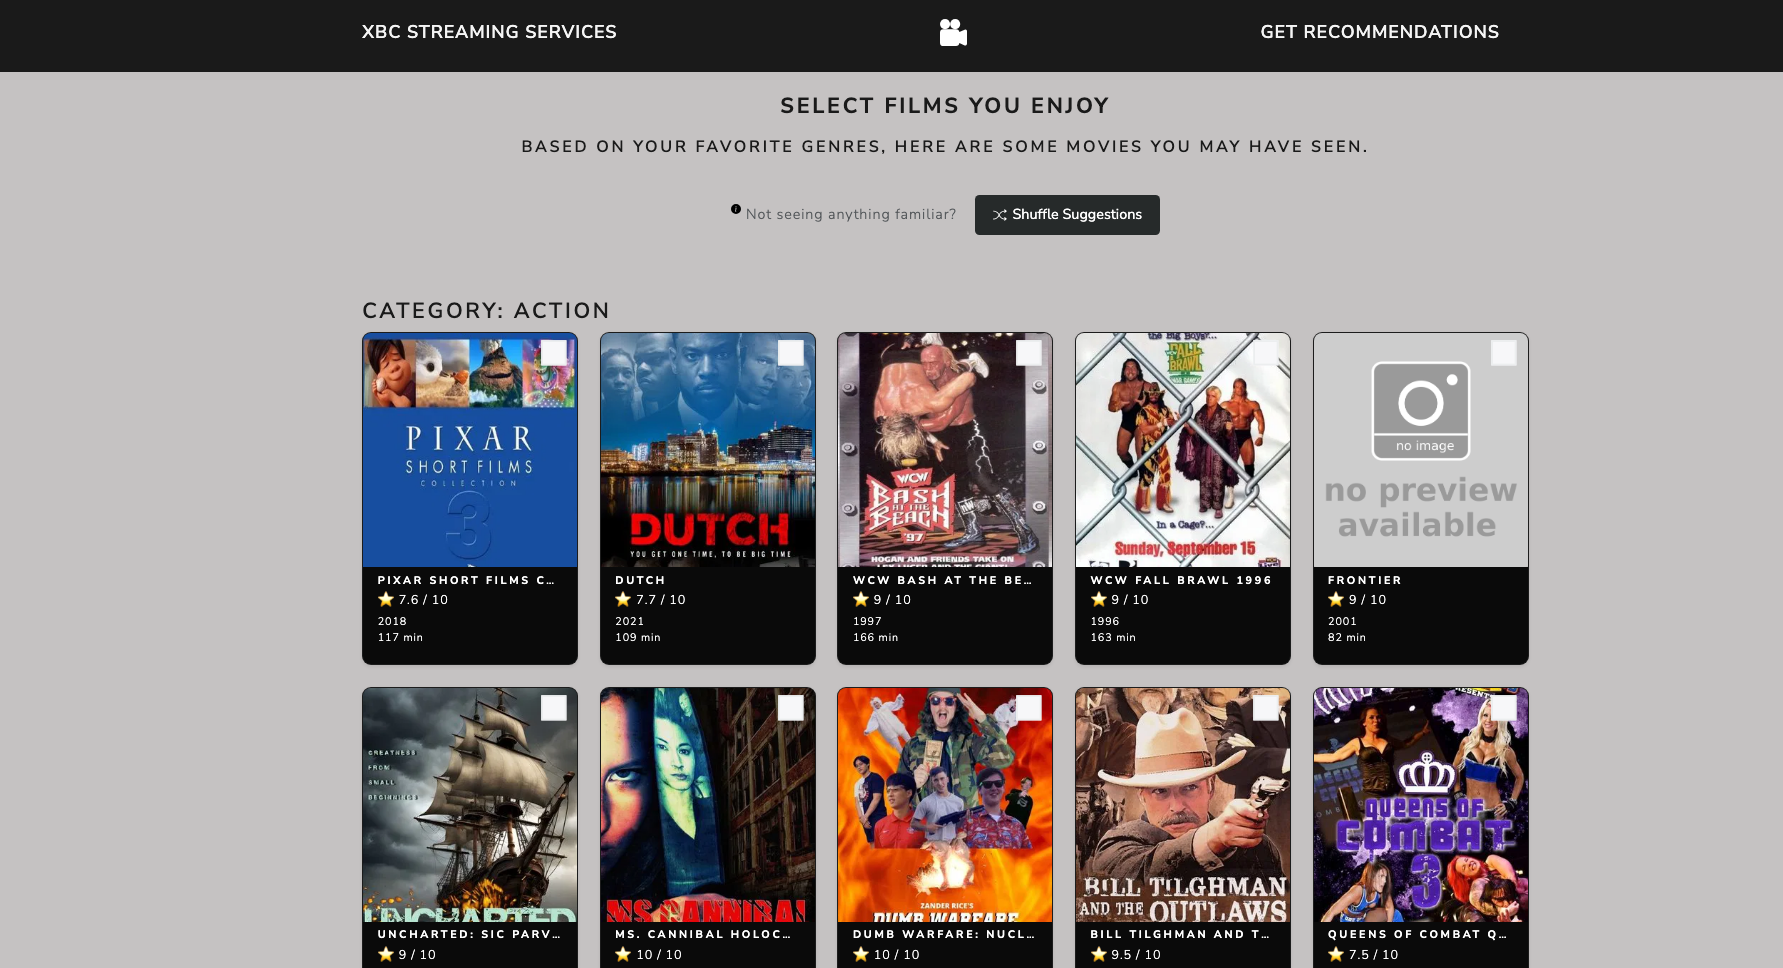 XBC STREAMING SERVICES
GET RECOMMENDATIONS
SELECT FILMS YOU ENJOY
BASED ON YOUR FAVORITE GENRES, HERE ARE SOME MOVIES YOU MAY HAVE SEEN.
Not seeing anything familiar?
Shuffle Suggestions
CATEGORY: ACTION
PIXAR
SHORT FILMS
COLLECTION
3
PIXAR SHORT FILMS C...
7.6 / 10
2018
117 min
DUTCH
YOU GET ONE TIME, TO BE BIG TIME
DUTCH
7.7 / 10
2021
109 min
WCW
BASH
AT THE
BEACH
'97
HOGAN AND FRIENDS TAKE ON
LEX LUGER AND THE GIANT!
WCW BASH AT THE BE...
9 / 10
1997
166 min
the Big Boys...
FALL
BRAWL
In a Cage?...
Sunday, September 15
WCW FALL BRAWL 1996
9 / 10
1996
163 min
no image
no preview
available
FRONTIER
9 / 10
2001
82 min
GREATNESS
FROM
SMALL
BEGINNINGS
UNCHARTED
UNCHARTED: SIC PARV...
9 / 10
MS. CANNIBAL
MS. CANNIBAL HOLOC...
10 / 10
ZANDER RICE'S
DUMB WARFARE
DUMB WARFARE: NUCL...
10 / 10
BILL TILGHMAN
AND THE OUTLAWS
BILL TILGHMAN AND T...
9.5 / 10
QUEENS OF
COMBAT
3
QUEENS OF COMBAT Q...
7.5 / 10